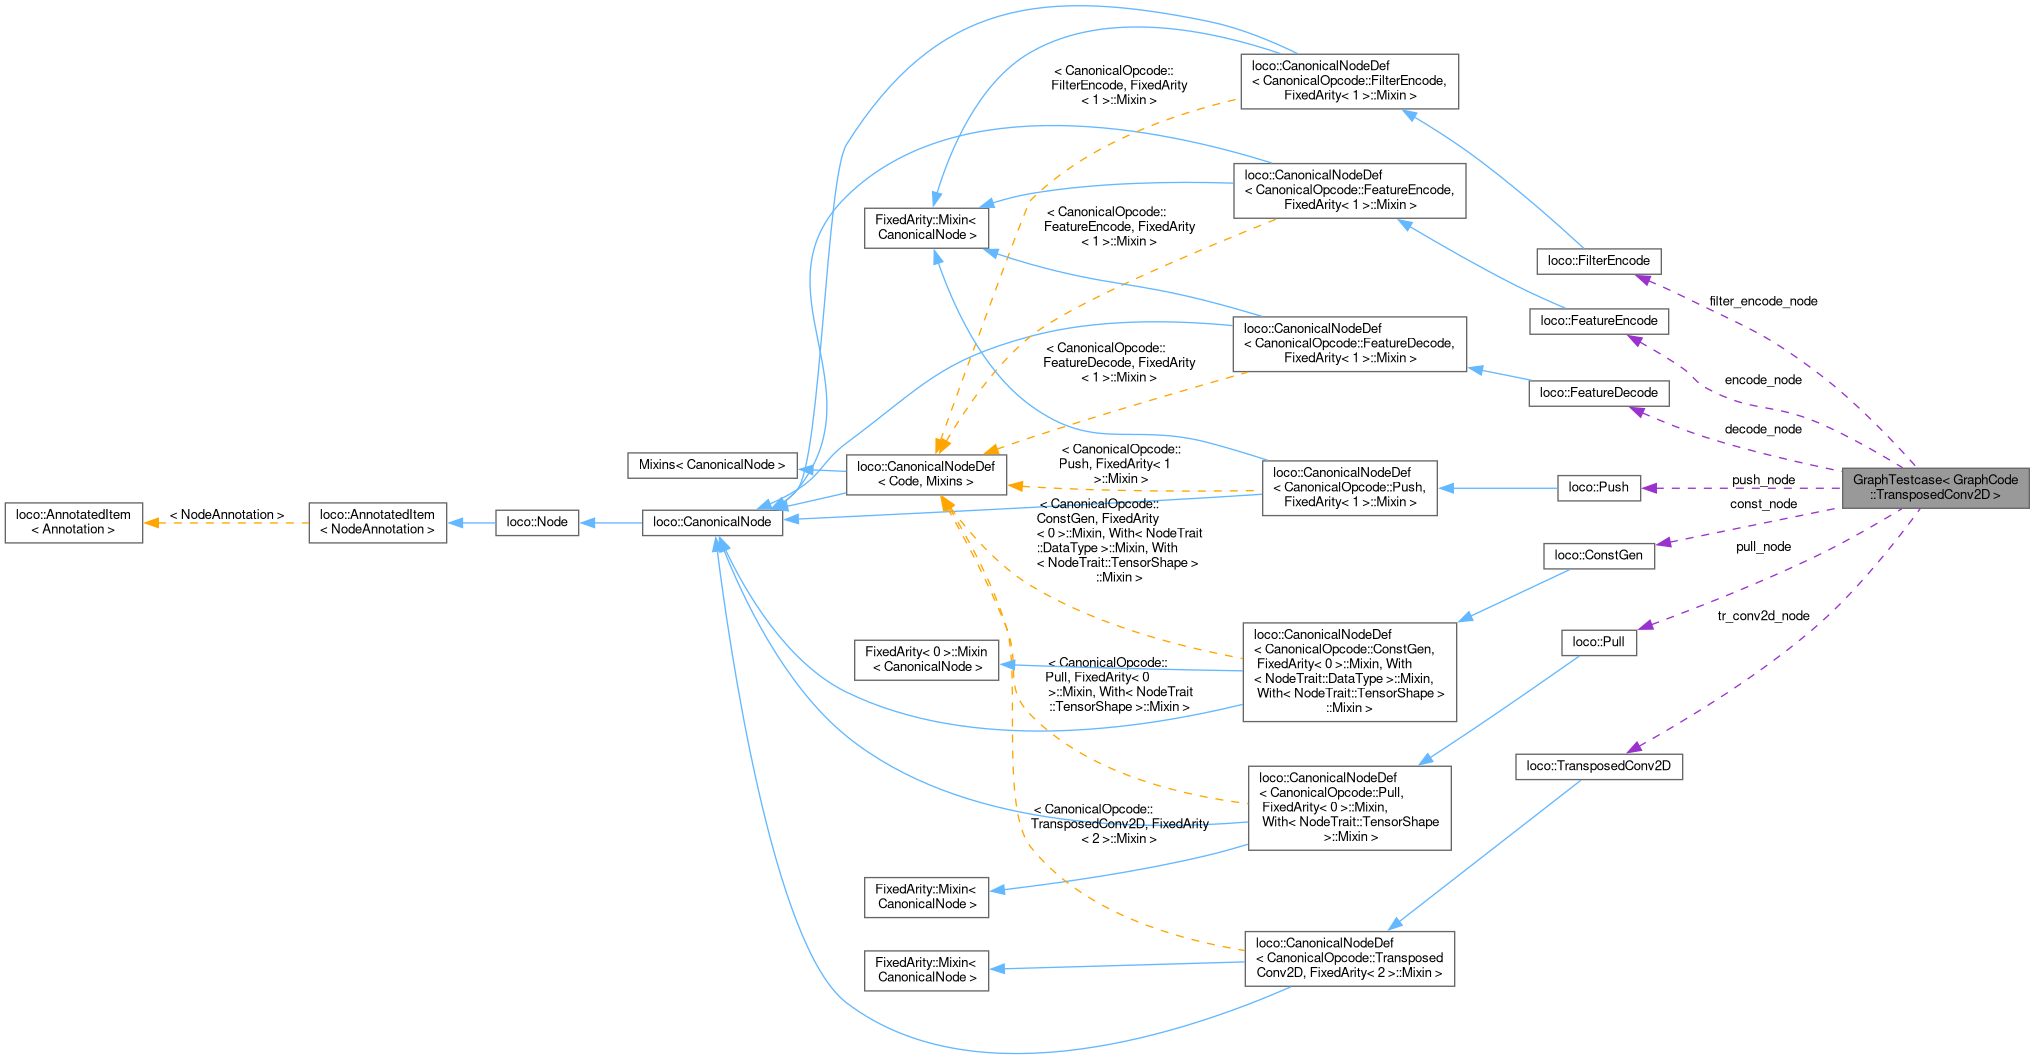 loco::AnnotatedItem
< Annotation >
< NodeAnnotation >
loco::AnnotatedItem
< NodeAnnotation >
loco::Node
loco::CanonicalNode
Mixins< CanonicalNode >
loco::CanonicalNodeDef
< Code, Mixins >
FixedArity::Mixin<
CanonicalNode >
FixedArity< 0 >::Mixin
< CanonicalNode >
FixedArity::Mixin<
CanonicalNode >
FixedArity::Mixin<
CanonicalNode >
< CanonicalOpcode::
FilterEncode, FixedArity
< 1 >::Mixin >
< CanonicalOpcode::
FeatureEncode, FixedArity
< 1 >::Mixin >
< CanonicalOpcode::
FeatureDecode, FixedArity
< 1 >::Mixin >
< CanonicalOpcode::
Push, FixedArity< 1
>::Mixin >
< CanonicalOpcode::
ConstGen, FixedArity
< 0 >::Mixin, With< NodeTrait
::DataType >::Mixin, With
< NodeTrait::TensorShape >
::Mixin >
< CanonicalOpcode::
Pull, FixedArity< 0
>::Mixin, With< NodeTrait
::TensorShape >::Mixin >
< CanonicalOpcode::
TransposedConv2D, FixedArity
< 2 >::Mixin >
loco::CanonicalNodeDef
< CanonicalOpcode::FilterEncode,
FixedArity< 1 >::Mixin >
loco::CanonicalNodeDef
< CanonicalOpcode::FeatureEncode,
FixedArity< 1 >::Mixin >
loco::CanonicalNodeDef
< CanonicalOpcode::FeatureDecode,
FixedArity< 1 >::Mixin >
loco::CanonicalNodeDef
< CanonicalOpcode::Push,
FixedArity< 1 >::Mixin >
loco::CanonicalNodeDef
< CanonicalOpcode::ConstGen,
FixedArity< 0 >::Mixin, With
< NodeTrait::DataType >::Mixin,
With< NodeTrait::TensorShape >
::Mixin >
loco::CanonicalNodeDef
< CanonicalOpcode::Pull,
FixedArity< 0 >::Mixin,
With< NodeTrait::TensorShape
>::Mixin >
loco::CanonicalNodeDef
< CanonicalOpcode::Transposed
Conv2D, FixedArity< 2 >::Mixin >
loco::FilterEncode
loco::FeatureEncode
loco::FeatureDecode
loco::Push
loco::ConstGen
loco::Pull
loco::TransposedConv2D
filter_encode_node
encode_node
decode_node
push_node
const_node
pull_node
tr_conv2d_node
GraphTestcase< GraphCode
::TransposedConv2D >